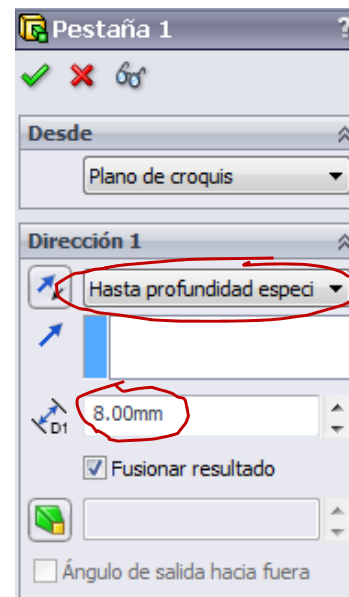 Pestaña 1 ?
Desde
Plano de croquis
Dirección 1
Hasta profundidad especi
D1 8.00mm
Fusionar resultado
Ángulo de salida hacia fuera